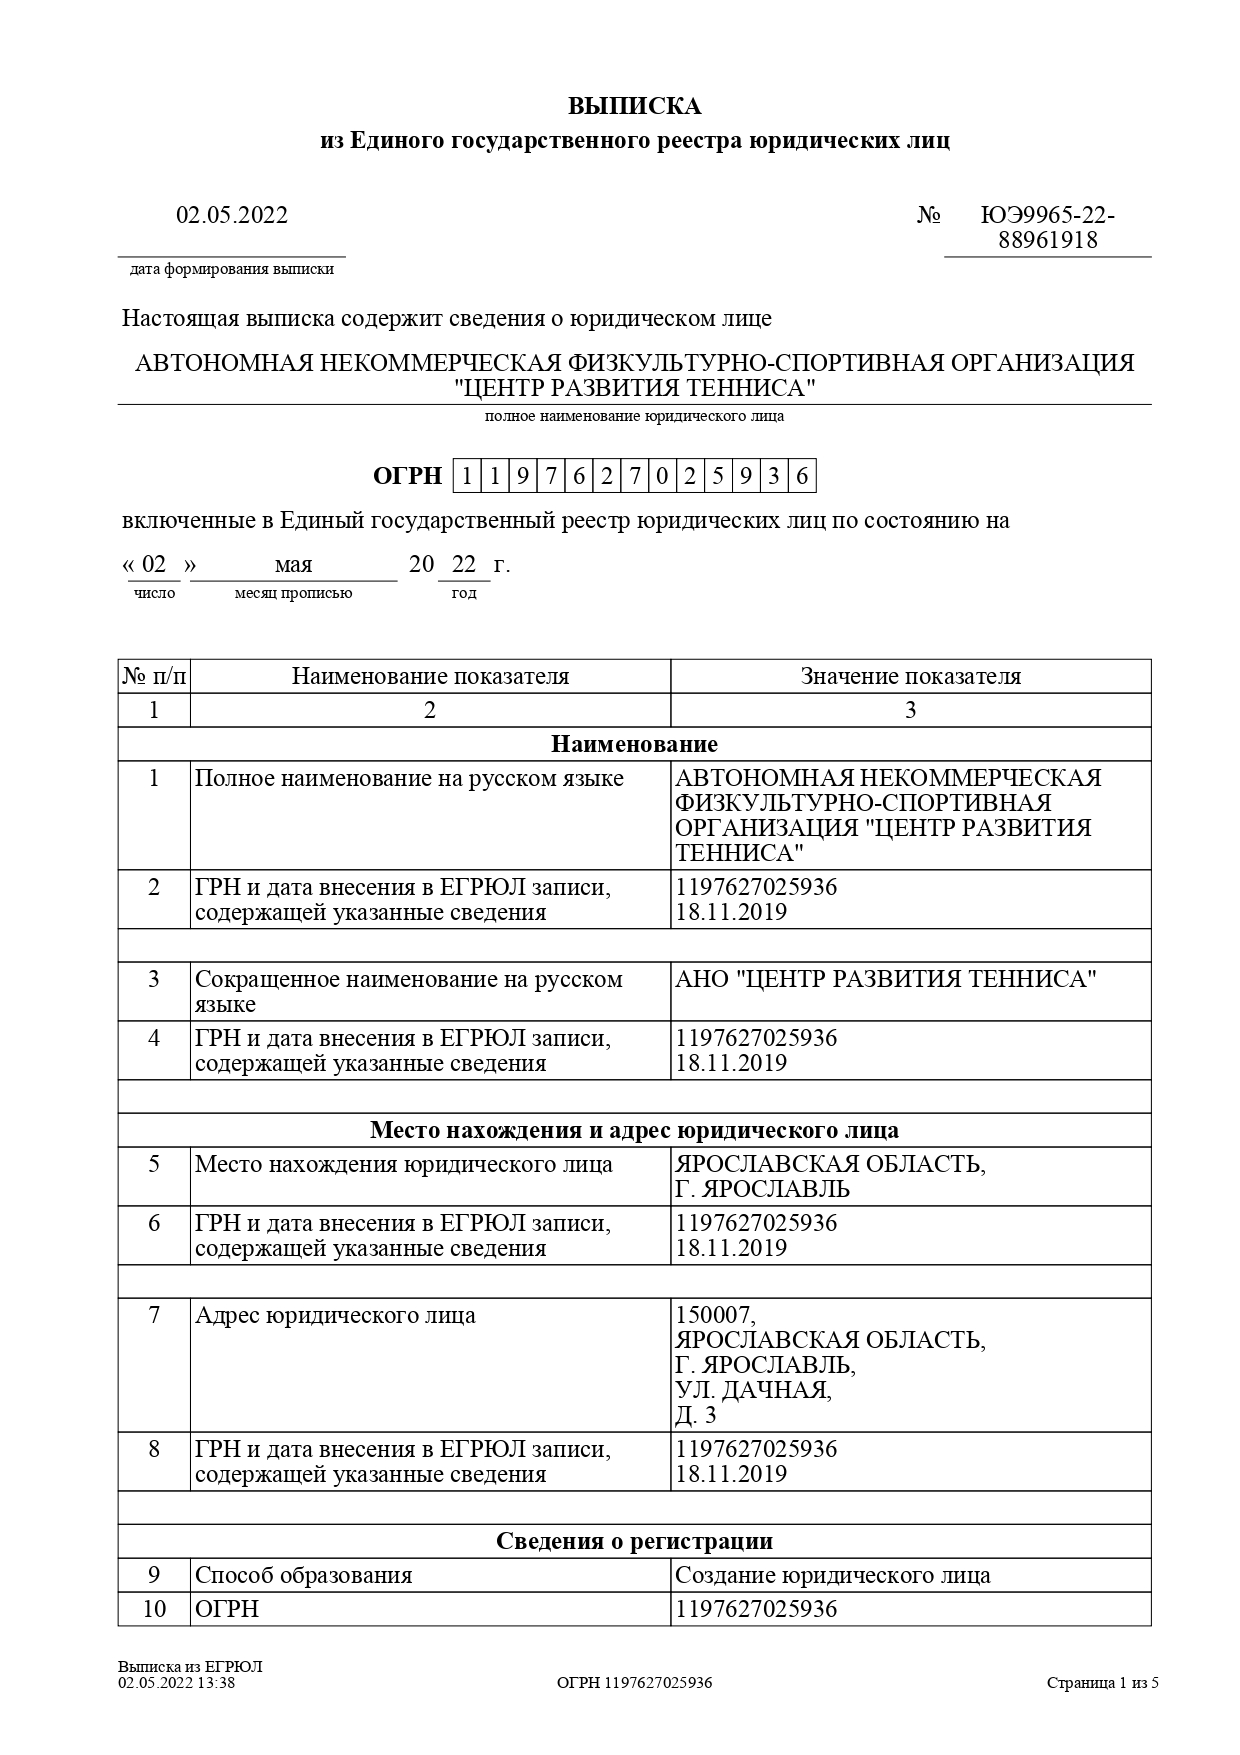 ВЫПИСКА
из Единого государственного реестра юридических лиц
02.05.2022
№ ЮЭ9965-22-
88961918
дата формирования выписки
Настоящая выписка содержит сведения о юридическом лице
АВТОНОМНАЯ НЕКОММЕРЧЕСКАЯ ФИЗКУЛЬТУРНО-СПОРТИВНАЯ ОРГАНИЗАЦИЯ
"ЦЕНТР РАЗВИТИЯ ТЕННИСА"
полное наименование юридического лица
ОГРН 1 1 9 7 6 2 7 0 2 5 9 3 6
включенные в Единый государственный реестр юридических лиц по состоянию на
« 02 » мая 20 22 г.
число месяц прописью год
№ п/п Наименование показателя Значение показателя
1 2 3
Наименование
1 Полное наименование на русском языке АВТОНОМНАЯ НЕКОММЕРЧЕСКАЯ
ФИЗКУЛЬТУРНО-СПОРТИВНАЯ
ОРГАНИЗАЦИЯ "ЦЕНТР РАЗВИТИЯ
ТЕННИСА"
2 ГРН и дата внесения в ЕГРЮЛ записи, 1197627025936
содержащей указанные сведения 18.11.2019
3 Сокращенное наименование на русском АНО "ЦЕНТР РАЗВИТИЯ ТЕННИСА"
языке
4 ГРН и дата внесения в ЕГРЮЛ записи, 1197627025936
содержащей указанные сведения 18.11.2019
Место нахождения и адрес юридического лица
5 Место нахождения юридического лица ЯРОСЛАВСКАЯ ОБЛАСТЬ,
Г. ЯРОСЛАВЛЬ
6 ГРН и дата внесения в ЕГРЮЛ записи, 1197627025936
содержащей указанные сведения 18.11.2019
7 Адрес юридического лица 150007,
ЯРОСЛАВСКАЯ ОБЛАСТЬ,
Г. ЯРОСЛАВЛЬ,
УЛ. ДАЧНАЯ,
Д. 3
8 ГРН и дата внесения в ЕГРЮЛ записи, 1197627025936
содержащей указанные сведения 18.11.2019
Сведения о регистрации
9 Способ образования Создание юридического лица
10 ОГРН 1197627025936
Выписка из ЕГРЮЛ
02.05.2022 13:38 ОГРН 1197627025936 Страница 1 из 5